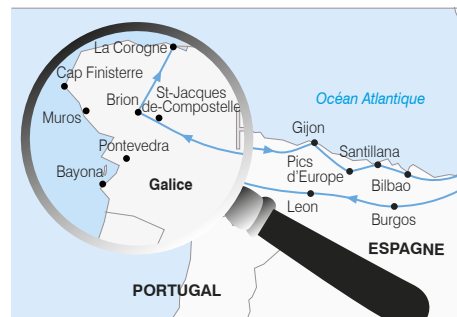 La Corogne
Cap Finisterre
Brion
St-Jacques
de-Compostelle
Muros
Pontevedra
Bayona
Galice
Océan Atlantique
Gijon
Santillana
Pics
d'Europe
Bilbao
Leon
Burgos
ESPAGNE
PORTUGAL